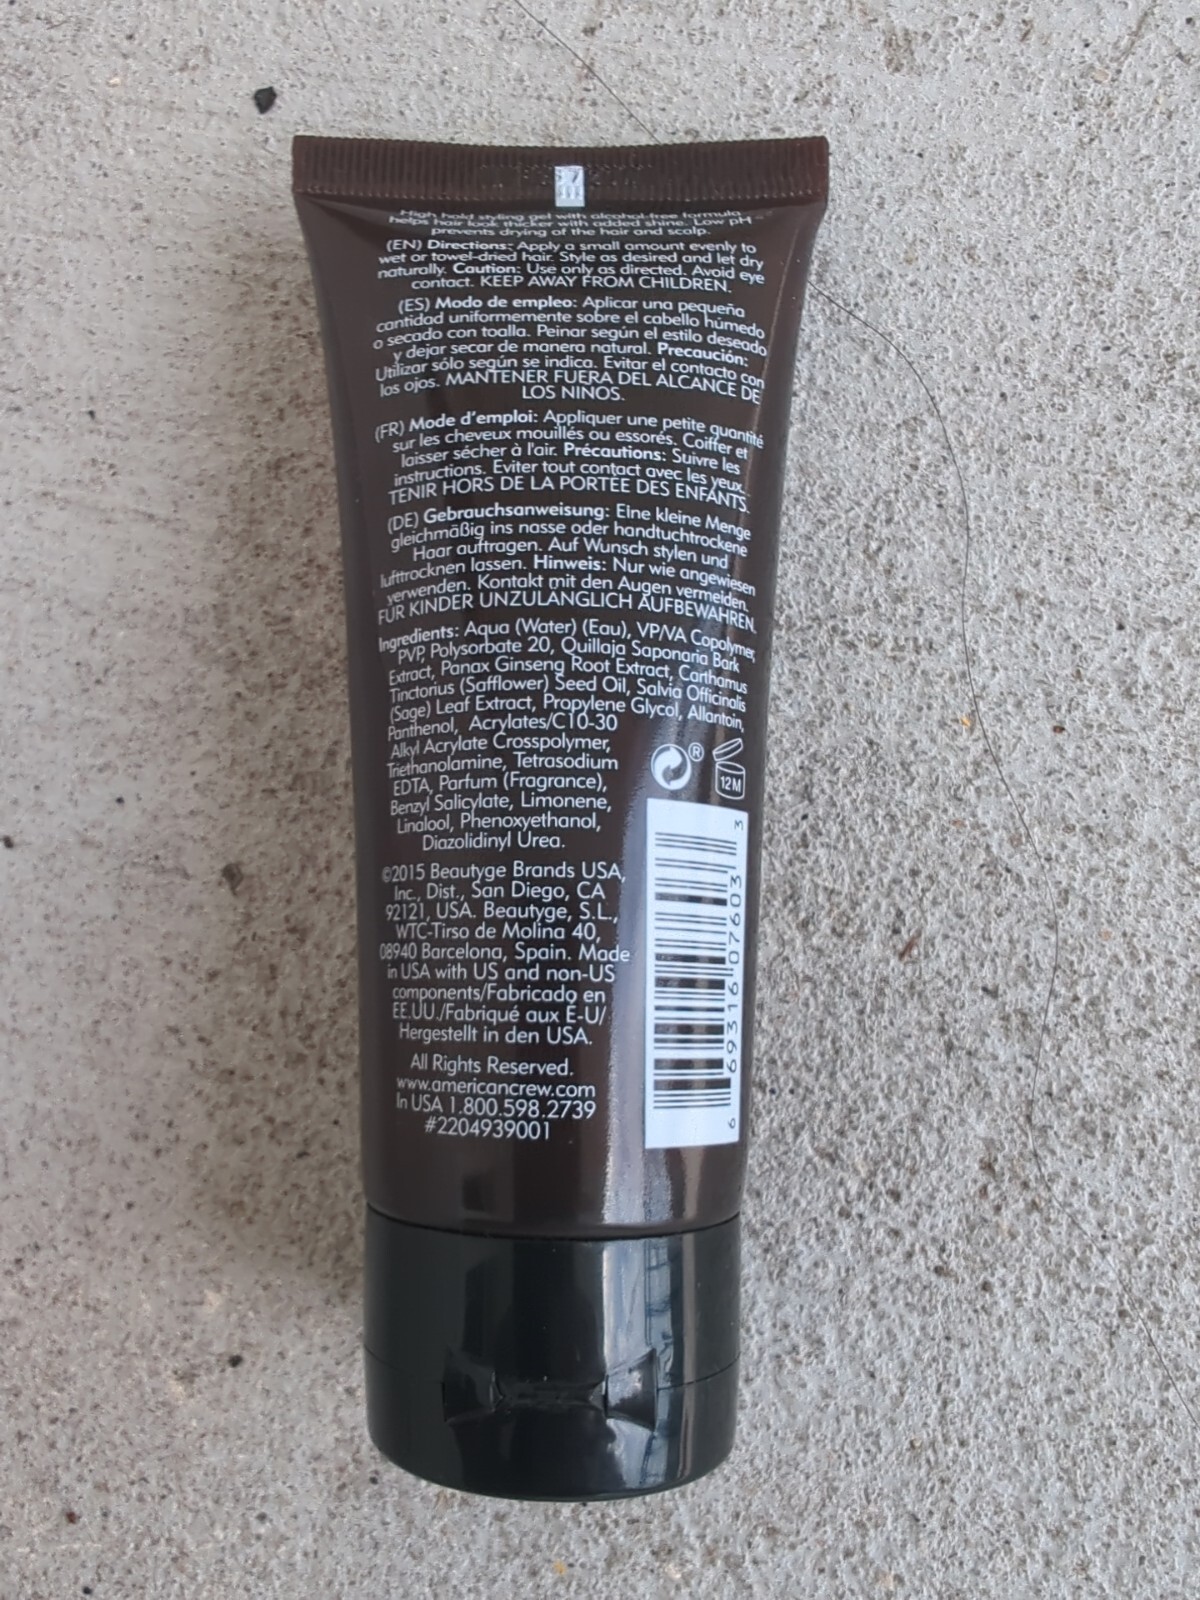 High hold styling gel with alcohol-free formula
helps hair look thicker with added shine. Low pH
prevents drying of the hair and scalp.
(EN) Directions: Apply a small amount evenly to
wet or towel-dried hair. Style as desired and let dry
naturally. Caution: Use only as directed. Avoid eye
contact. KEEP AWAY FROM CHILDREN.
(ES) Modo de empleo: Aplicar una pequeña
cantidad uniformemente sobre el cabello húmedo
o secado con toalla. Peinar según el estilo deseado
y dejar secar de manera natural. Precaución:
Utilizar sólo según se indica. Evitar el contacto con
los ojos. MANTENER FUERA DEL ALCANCE DE
LOS NINOS.
(FR) Mode d'emploi: Appliquer une petite quantité
sur les cheveux mouillés ou essorés. Coiffer et
laisser sécher à l'air. Précautions: Suivre les
instructions. Eviter tout contact avec les yeux.
TENIR HORS DE LA PORTÉE DES ENFANTS.
(DE) Gebrauchsanweisung: EIne kleine Menge
gleichmäßig ins nasse oder handtuchtrockene
Haar auftragen. Auf Wunsch stylen und
lufttrocknen lassen. Hinweis: Nur wie angewiesen
verwenden. Kontakt mit den Augen vermeiden.
FÜR KINDER UNZULÄNGLICH AUFBEWAHREN.
Ingredients: Aqua (Water) (Eau), VP/VA Copolymer,
PVP, Polysorbate 20, Quillaja Saponaria Bark
Extract, Panax Ginseng Root Extract, Carthamus
Tinctorius (Safflower) Seed Oil, Salvia Officinalis
(Sage) Leaf Extract, Propylene Glycol, Allantoin,
Panthenol, Acrylates/C10-30
Alkyl Acrylate Crosspolymer,
Triethanolamine, Tetrasodium
EDTA, Parfum (Fragrance),
Benzyl Salicylate, Limonene,
Linalool, Phenoxyethanol,
Diazolidinyl Urea.
®
12M
©2015 Beautyge Brands USA,
Inc., Dist., San Diego, CA
92121, USA. Beautyge, S.L.,
WTC-Tirso de Molina 40,
08940 Barcelona, Spain. Made
in USA with US and non-US
components/Fabricado en
EE.UU./Fabriqué aux É-U/
Hergestellt in den USA.
All Rights Reserved.
www.americancrew.com
In USA 1.800.598.2739
#2204939001
6 69316 07603 3